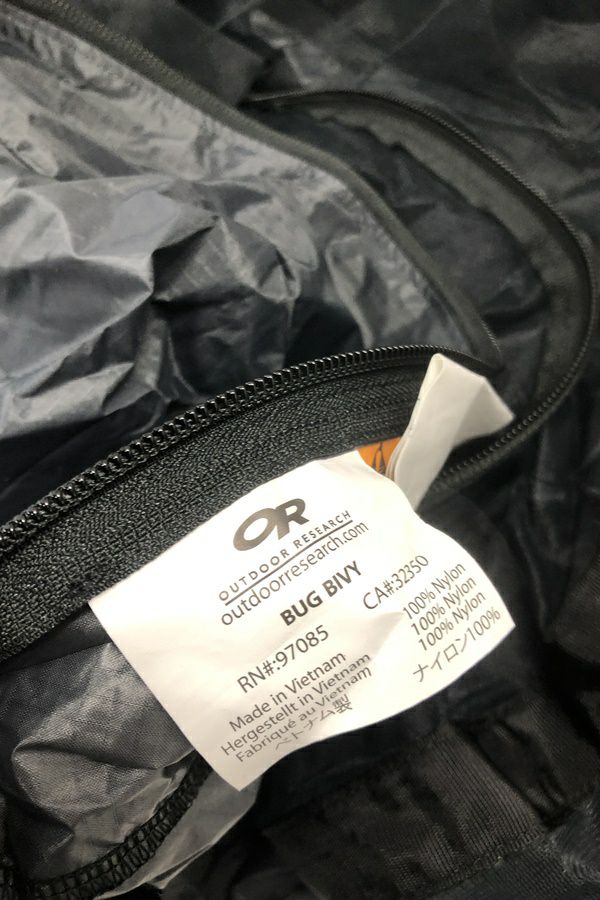 OR
OUTDOOR RESEARCH
outdoorresearch.com
BUG BIVY
RN#:97085 CA#:32350
Made in Vietnam
Hergestellt in Vietnam
Fabriqué au Vietnam
ベトナム製
100% Nylon
100% Nylon
100% Nylon
ナイロン100%